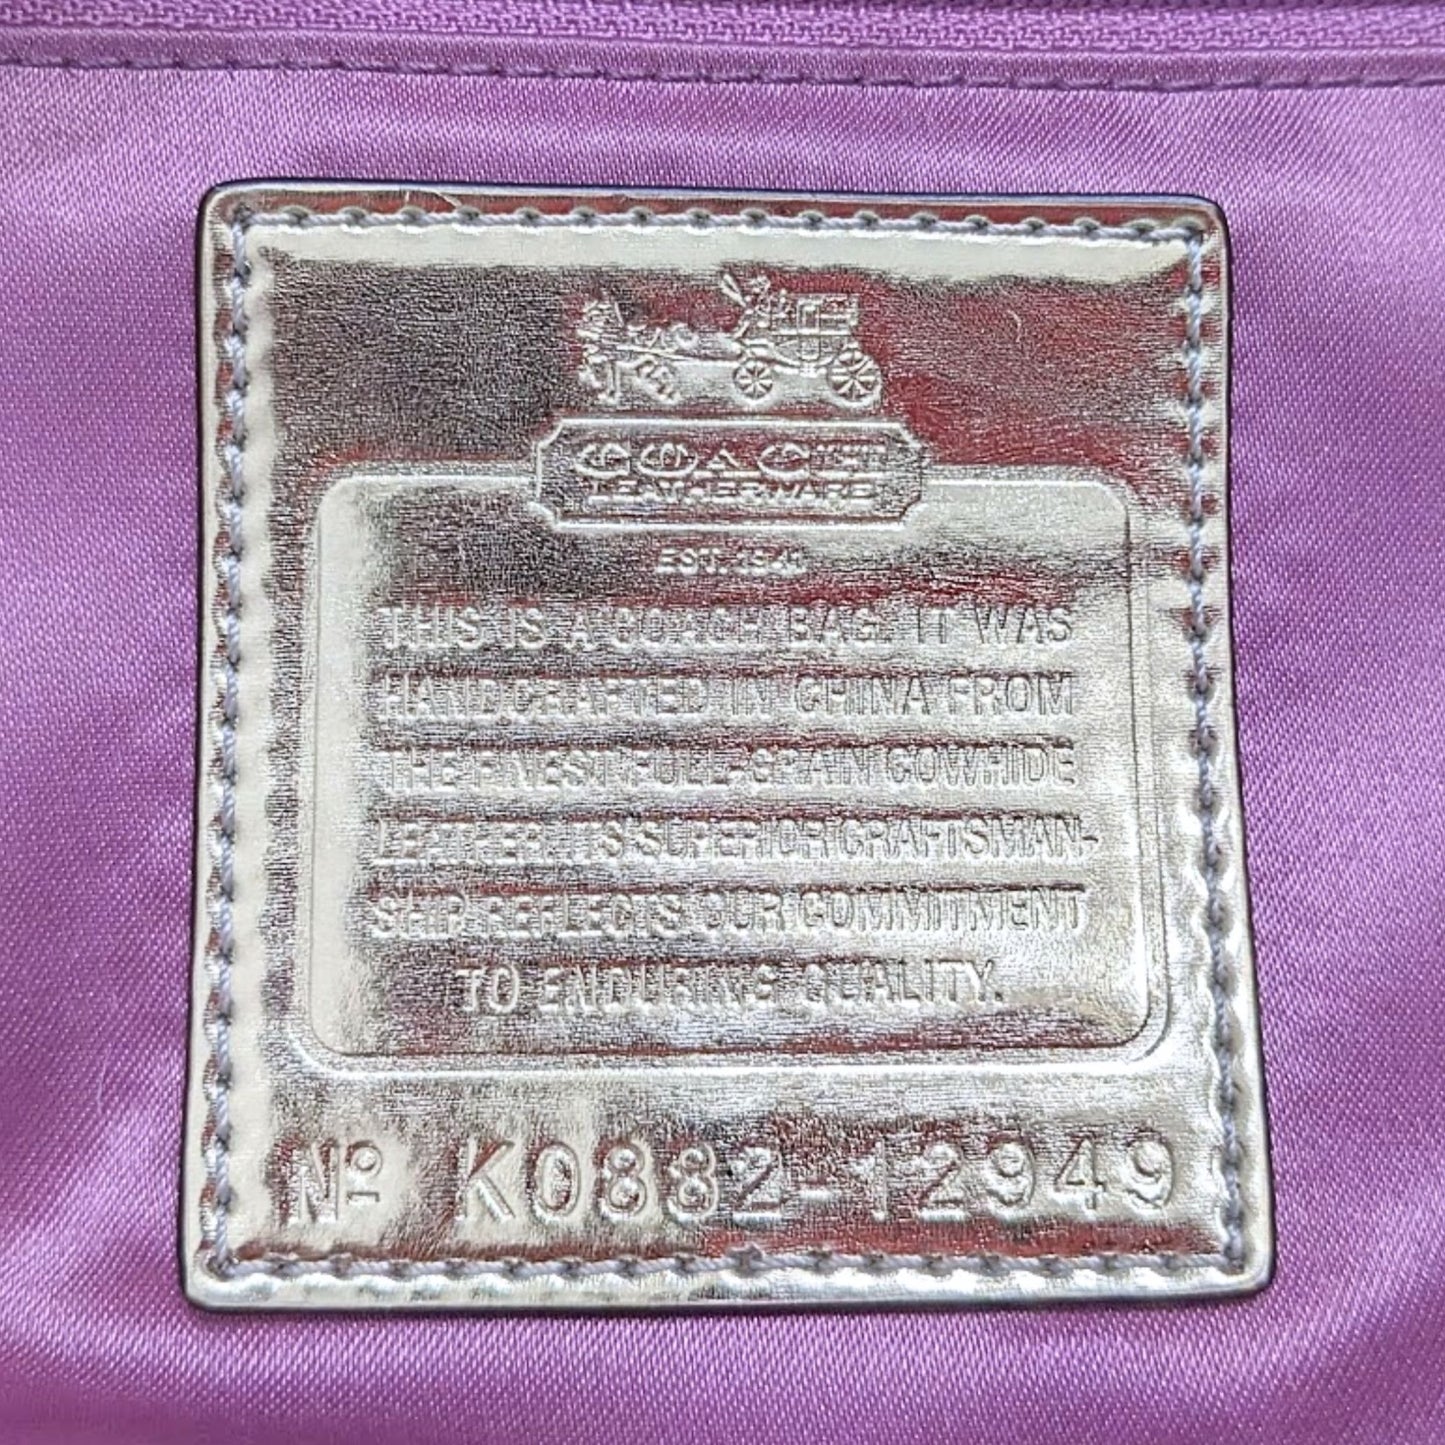 COACH
LEATHERWARE
EST. 1941
THIS IS A COACH BAG. IT WAS
HANDCRAFTED IN CHINA FROM
THE FINEST FULL-GRAIN COWHIDE
LEATHER. ITS SUPERIOR CRAFTSMAN-
SHIP REFLECTS OUR COMMITMENT
TO ENDURING QUALITY.
Nº K0882-12949